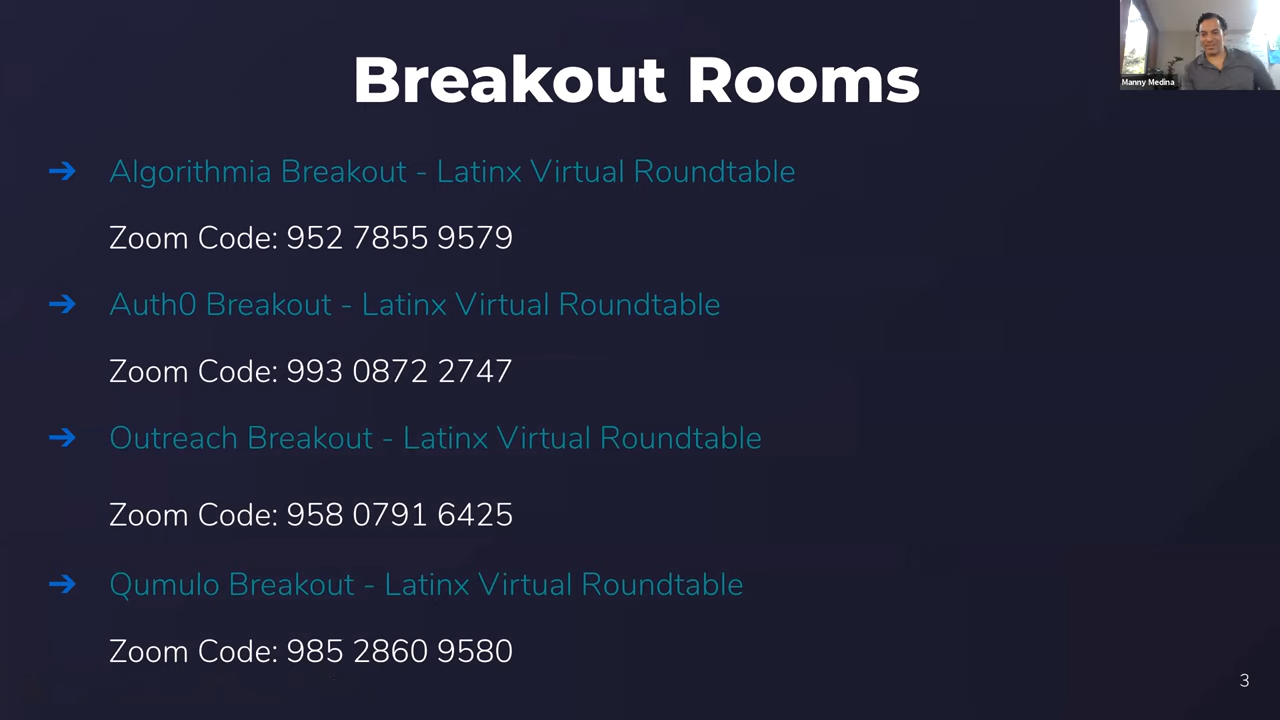 Breakout Rooms
Manny Medina
➔ Algorithmia Breakout - Latinx Virtual Roundtable
Zoom Code: 952 7855 9579
➔ Auth0 Breakout - Latinx Virtual Roundtable
Zoom Code: 993 0872 2747
➔ Outreach Breakout - Latinx Virtual Roundtable
Zoom Code: 958 0791 6425
➔ Qumulo Breakout - Latinx Virtual Roundtable
Zoom Code: 985 2860 9580
3